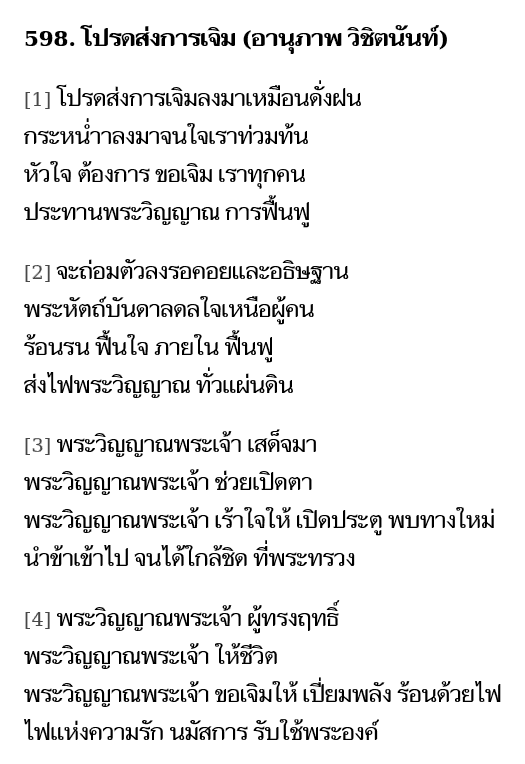 598. โปรดส่งการเจิม (อานุภาพ วิชิตนันท์)
[1] โปรดส่งการเจิมลงมาเหมือนดั่งฝน
กระหน่ำาลงมาจนใจเราท่วมท้น
หัวใจ ต้องการ ขอเจิม เราทุกคน
ประทานพระวิญญาณ การฟื้นฟู
[2] จะถ่อมตัวลงรอคอยและอธิษฐาน
พระหัตถ์บันดาลดลใจเหนือผู้คน
ร้อนรน ฟื้นใจ ภายใน ฟื้นฟู
ส่งไฟพระวิญญาณ ทั่วแผ่นดิน
[3] พระวิญญาณพระเจ้า เสด็จมา
พระวิญญาณพระเจ้า ช่วยเปิดตา
พระวิญญาณพระเจ้า เร้าใจให้ เปิดประตู พบทางใหม่
นำข้าเข้าไป จนได้ใกล้ชิด ที่พระทรวง
[4] พระวิญญาณพระเจ้า ผู้ทรงฤทธิ์
พระวิญญาณพระเจ้า ให้ชีวิต
พระวิญญาณพระเจ้า ขอเจิมให้ เปี่ยมพลัง ร้อนด้วยไฟ
ไฟแห่งความรัก นมัสการ รับใช้พระองค์